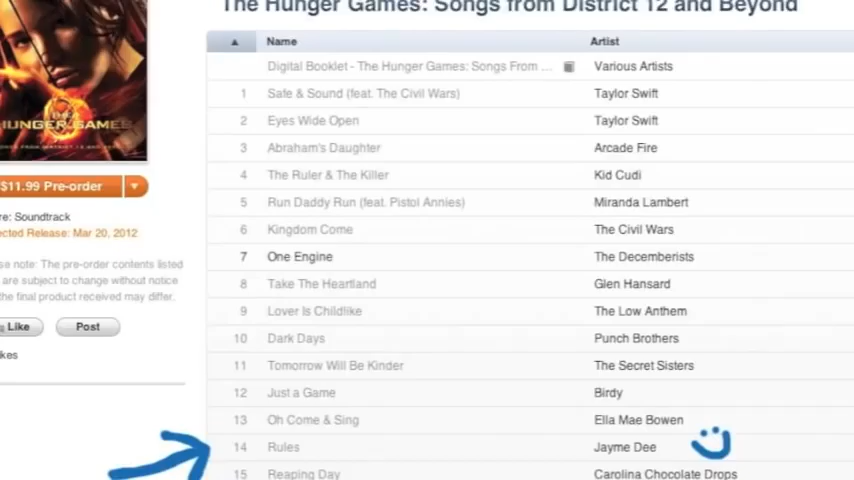 The Hunger Games: Songs from District 12 and Beyond
▲ Name Artist
Digital Booklet - The Hunger Games: Songs From ... Various Artists
1 Safe & Sound (feat. The Civil Wars) Taylor Swift
2 Eyes Wide Open Taylor Swift
3 Abraham's Daughter Arcade Fire
4 The Ruler & The Killer Kid Cudi
5 Run Daddy Run (feat. Pistol Annies) Miranda Lambert
6 Kingdom Come The Civil Wars
7 One Engine The Decemberists
8 Take The Heartland Glen Hansard
9 Lover Is Childlike The Low Anthem
10 Dark Days Punch Brothers
11 Tomorrow Will Be Kinder The Secret Sisters
12 Just a Game Birdy
13 Oh Come & Sing Ella Mae Bowen
14 Rules Jayme Dee
15 Reaping Day Carolina Chocolate Drops
HUNGER GAMES
$11.99 Pre-order
re: Soundtrack
ected Release: Mar 20, 2012
se note: The pre-order contents listed
are subject to change without notice
the final product received may differ.
Like Post
kes